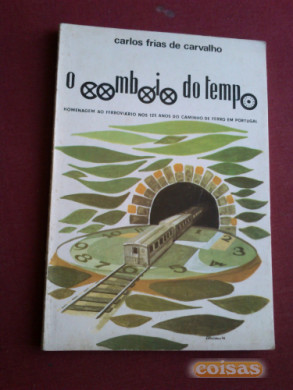 carlos frias de carvalho
o comboio do tempo
HOMENAGEM AO FERROVIÁRIO NOS 125 ANOS DO CAMINHO DE FERRO EM PORTUGAL
coisas